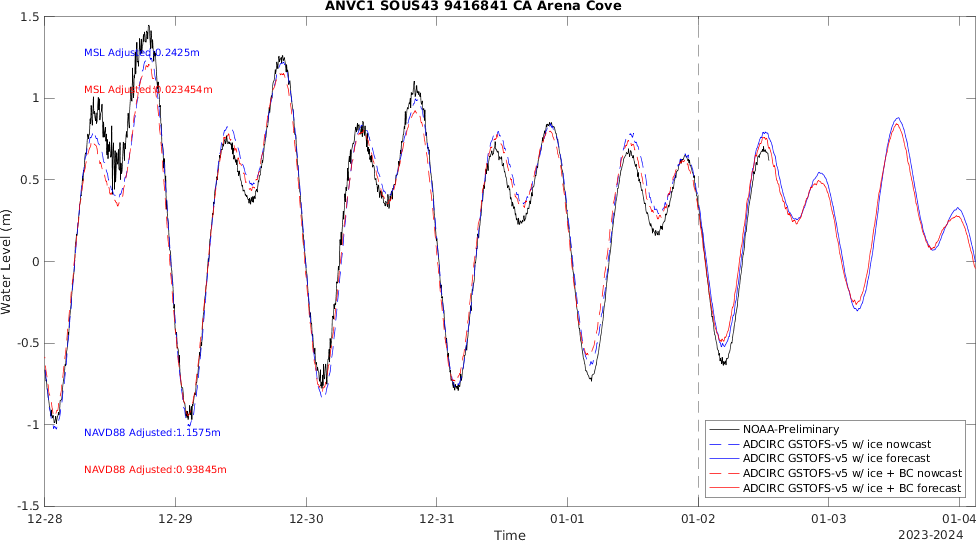 ANVC1 SOUS43 9416841 CA Arena Cove
Water Level (m)
1.5
1
0.5
0
-0.5
-1
-1.5
MSL Adjusted:0.2425m
MSL Adjusted:0.023454m
NAVD88 Adjusted:1.1575m
NAVD88 Adjusted:0.93845m
NOAA-Preliminary
ADCIRC GSTOFS-v5 w/ ice nowcast
ADCIRC GSTOFS-v5 w/ ice forecast
ADCIRC GSTOFS-v5 w/ ice + BC nowcast
ADCIRC GSTOFS-v5 w/ ice + BC forecast
12-28 12-29 12-30 12-31 01-01 01-02 01-03 01-04
Time
2023-2024